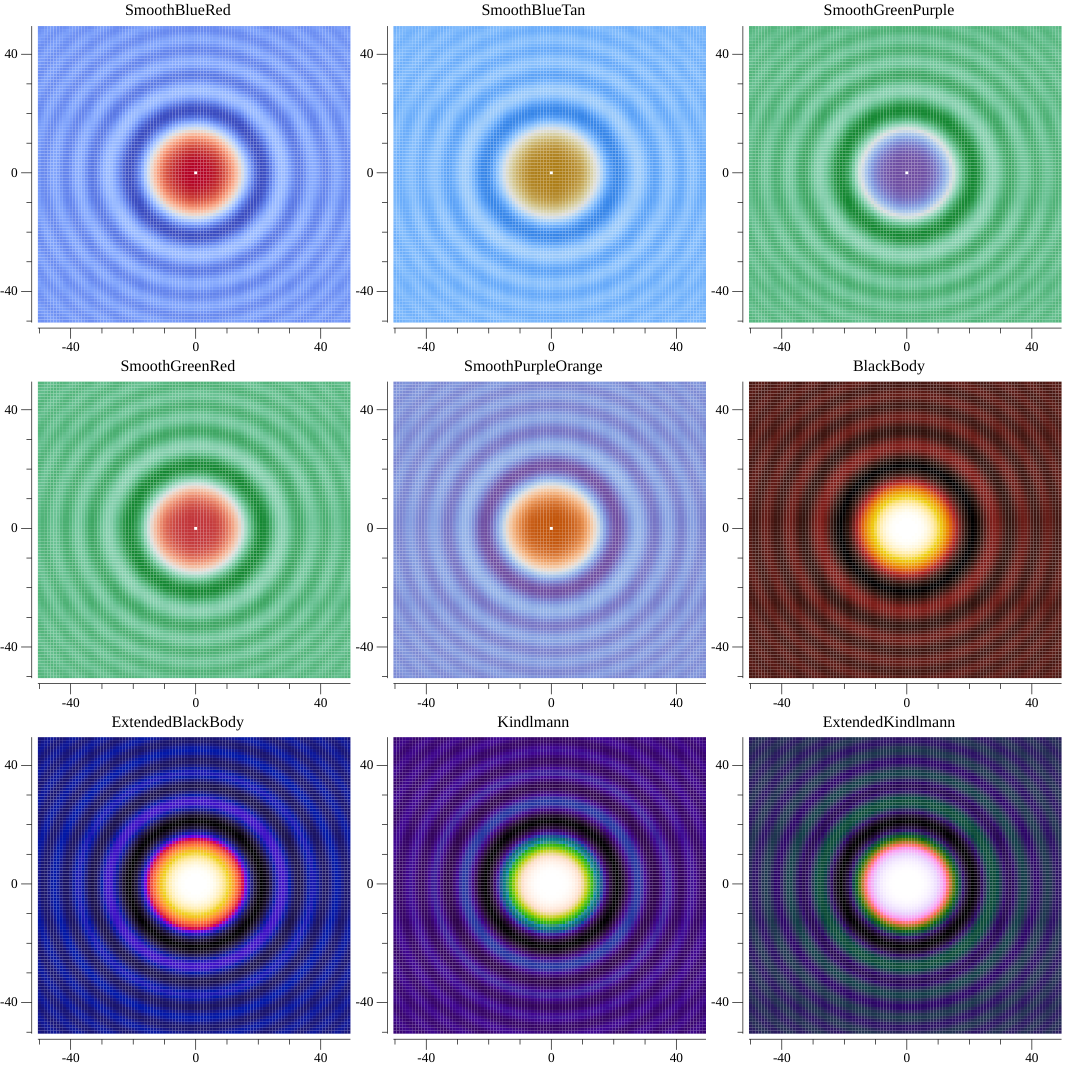 SmoothBlueRed SmoothBlueTan SmoothGreenPurple
40 40 40
0 0 0
-40 -40 -40
-40 0 40 -40 0 40 -40 0 40
SmoothGreenRed SmoothPurpleOrange BlackBody
40 40 40
0 0 0
-40 -40 -40
-40 0 40 -40 0 40 -40 0 40
ExtendedBlackBody Kindlmann ExtendedKindlmann
40 40 40
0 0 0
-40 -40 -40
-40 0 40 -40 0 40 -40 0 40